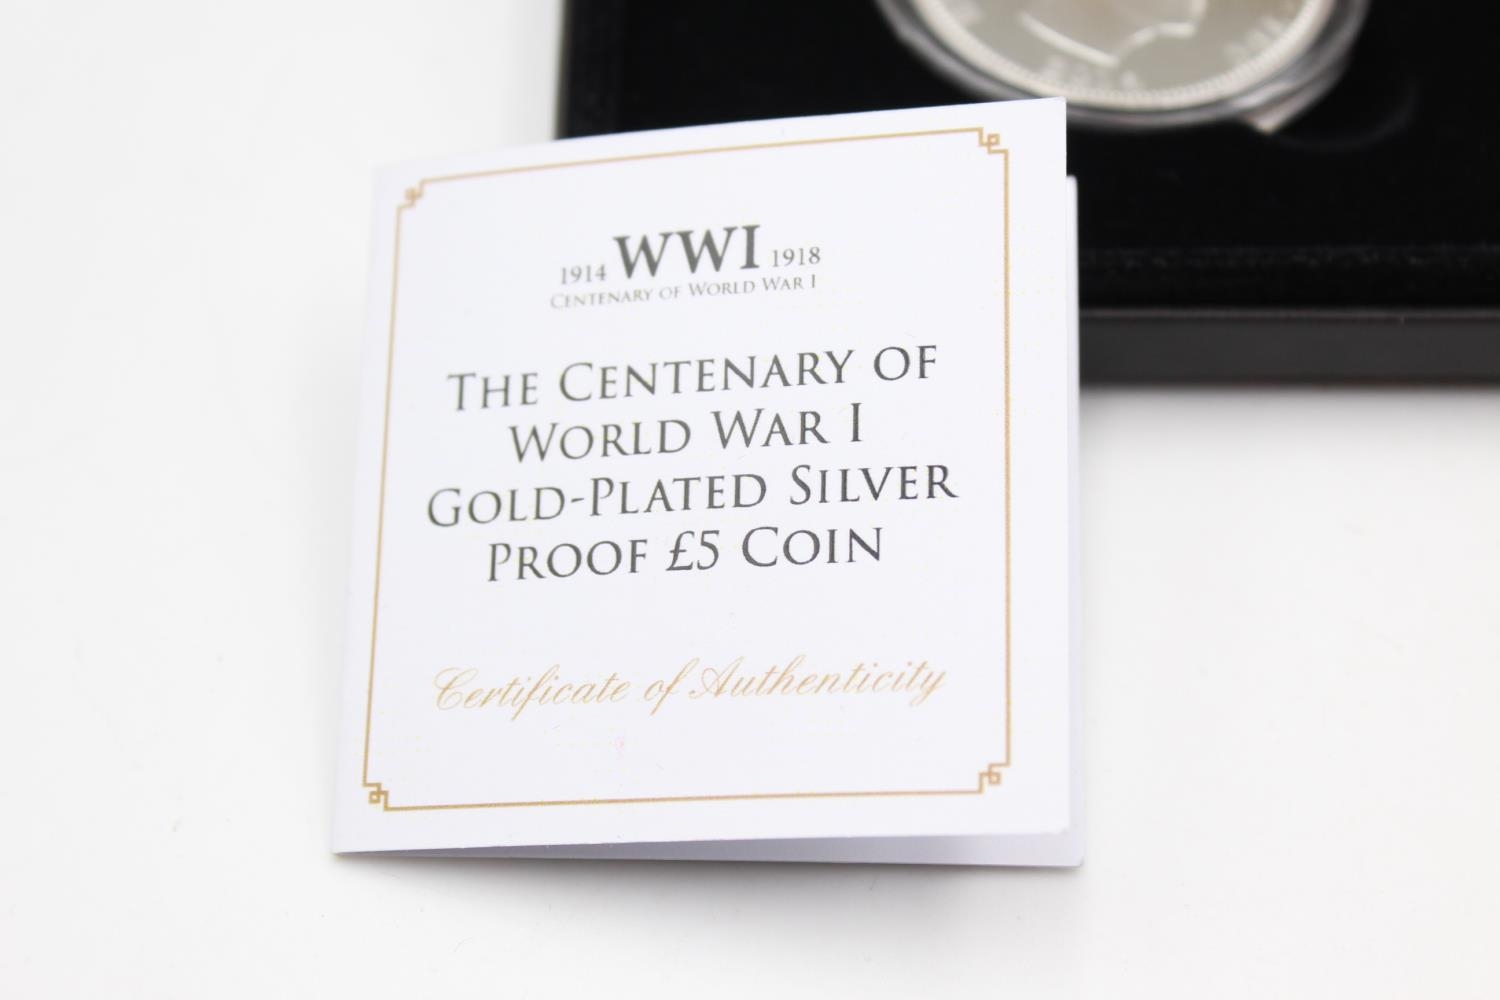 2014
1914 WWI 1918
CENTENARY OF WORLD WAR I
THE CENTENARY OF
WORLD WAR I
GOLD-PLATED SILVER
PROOF £5 COIN
Certificate of Authenticity